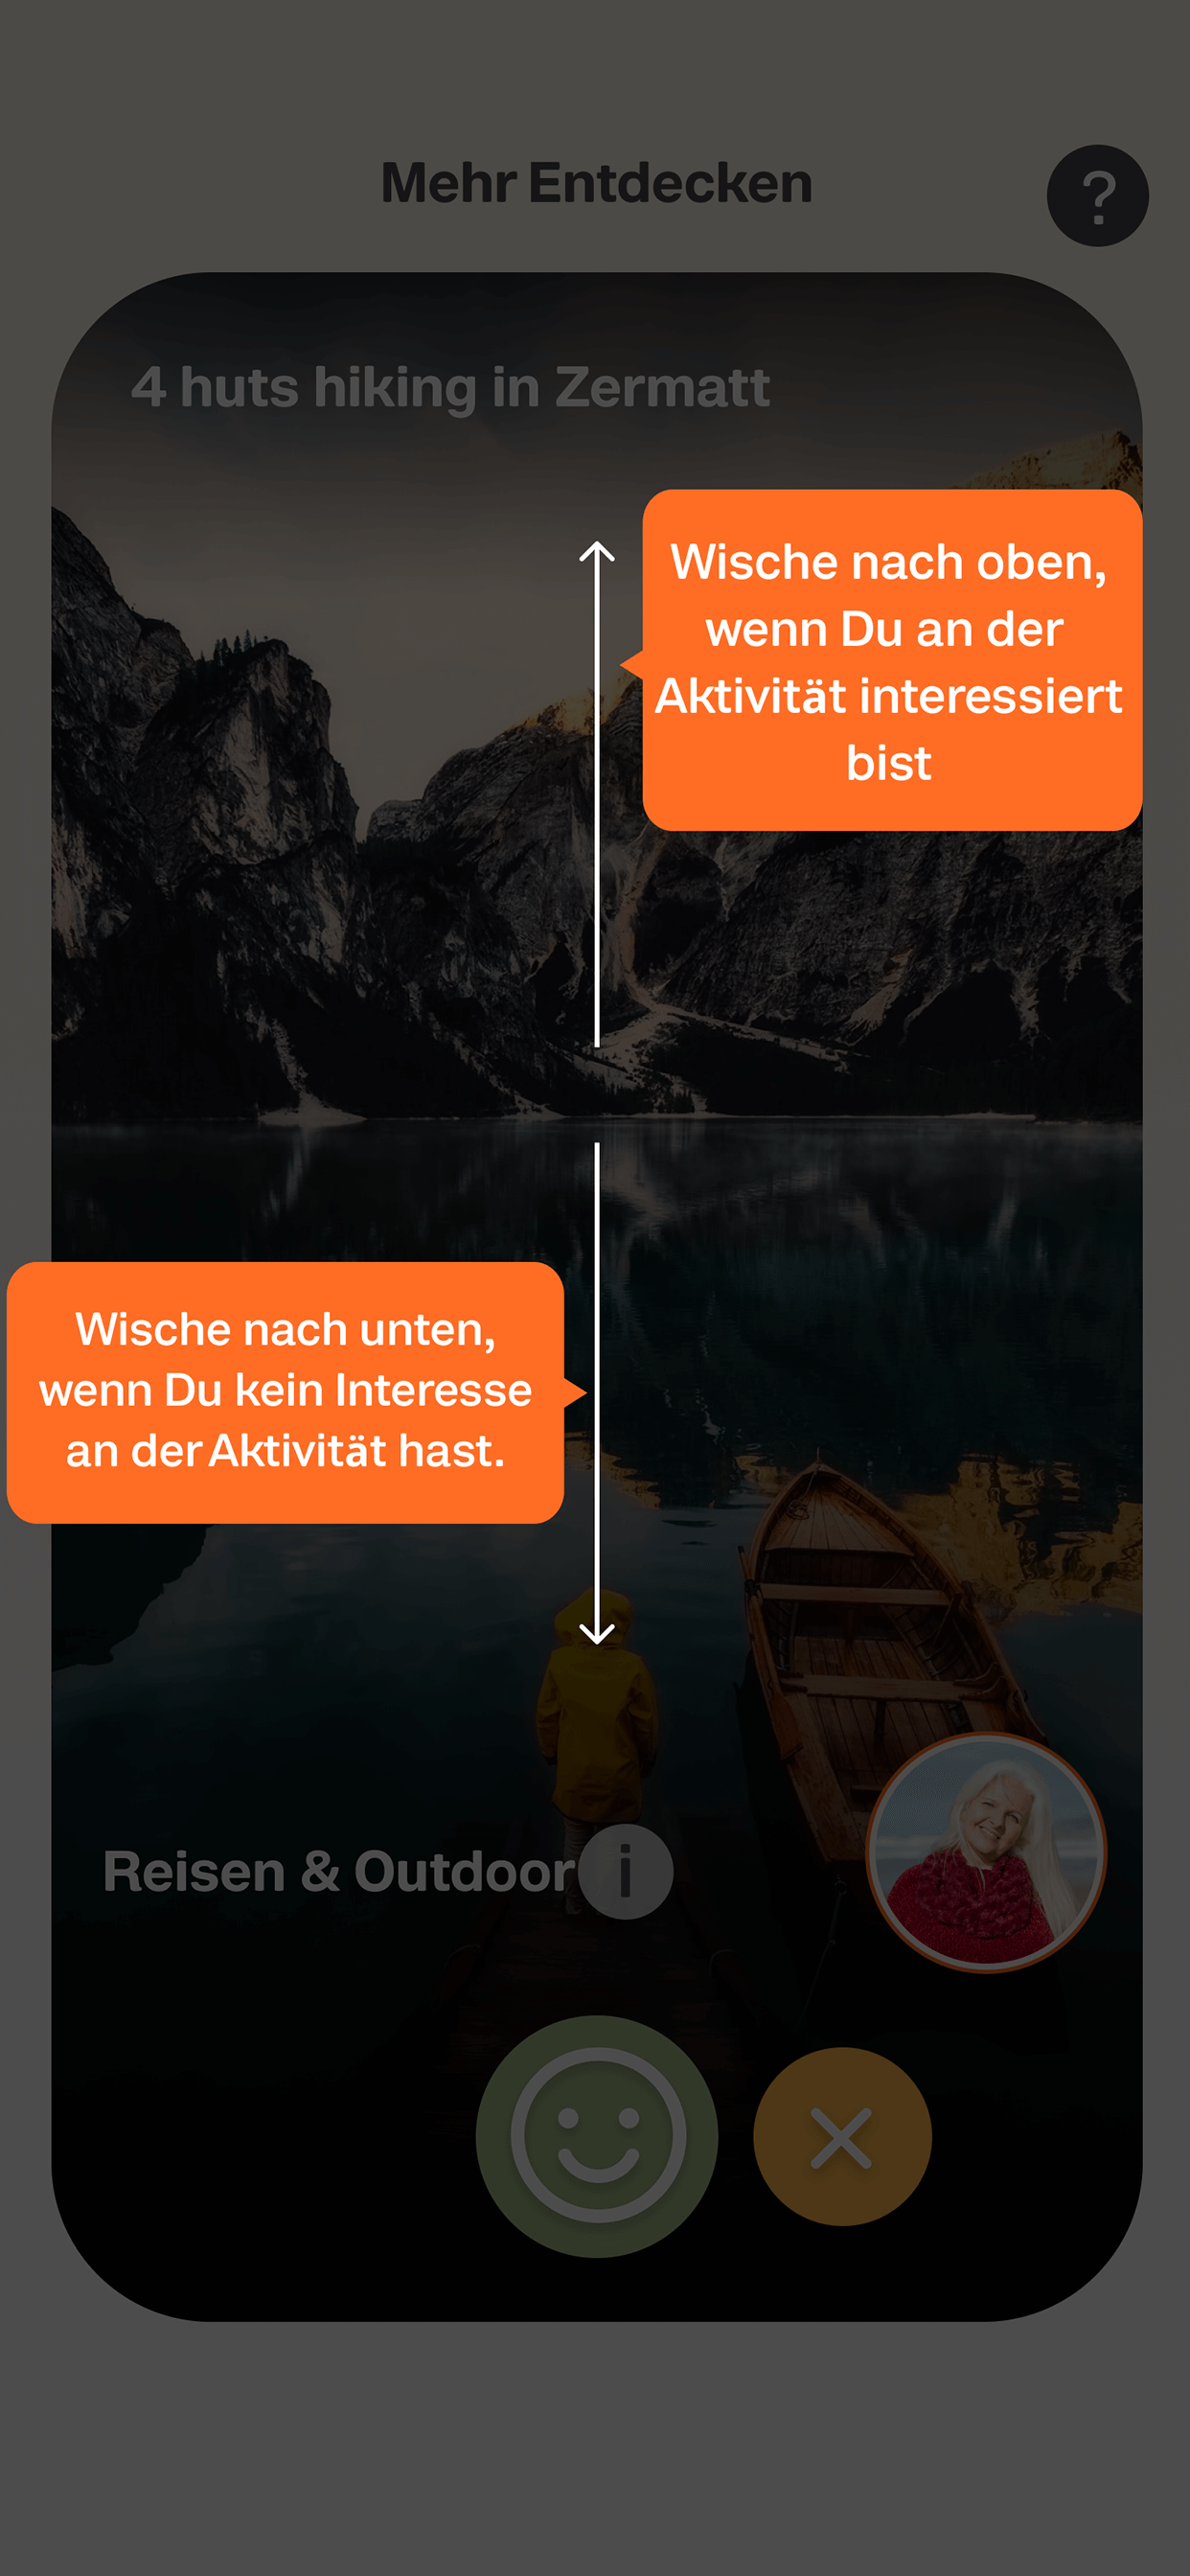 Mehr Entdecken
?
4 huts hiking in Zermatt
Wische nach oben,
wenn Du an der
Aktivität interessiert
bist
Wische nach unten,
wenn Du kein Interesse
an der Aktivität hast.
Reisen & Outdoor i